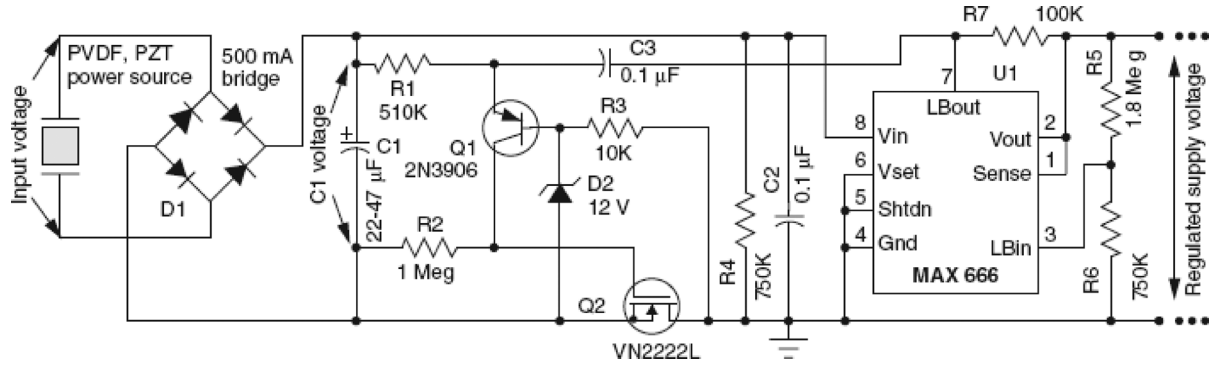 PVDF, PZT
power source
500 mA
bridge
Input voltage
D1
C1 voltage
R1
510K
C1
22-47 µF
+
Q1
2N3906
R2
1 Meg
C3
0.1 µF
R3
10K
D2
12 V
Q2
VN2222L
R4
750K
C2
0.1 µF
R7
100K
7
U1
LBout
8
Vin
Vout
2
6
Vset
Sense
1
5
Shtdn
4
Gnd
LBin
3
MAX 666
R5
1.8 Me g
R6
750K
Regulated supply voltage